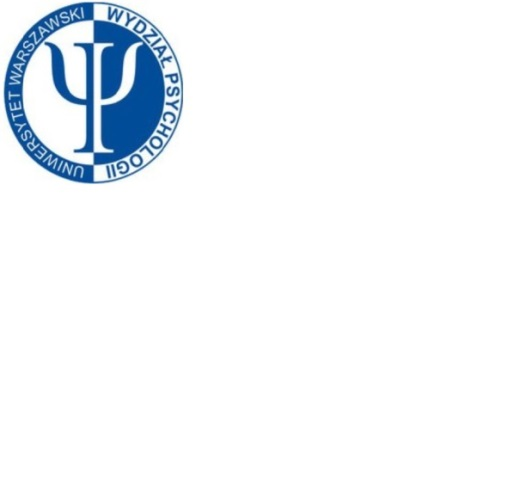 UNIWERSYTET WARSZAWSKI
WYDZIAŁ PSYCHOLOGII
Ψ